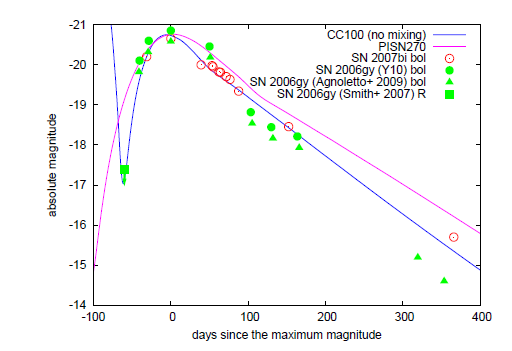 -21
-20
-19
-18
-17
-16
-15
-14
absolute magnitude
CC100 (no mixing)
PISN270
SN 2007bi bol
SN 2006gy (Y10) bol
SN 2006gy (Agnoletto+ 2009) bol
SN 2006gy (Smith+ 2007) R
-100 0 100 200 300 400
days since the maximum magnitude